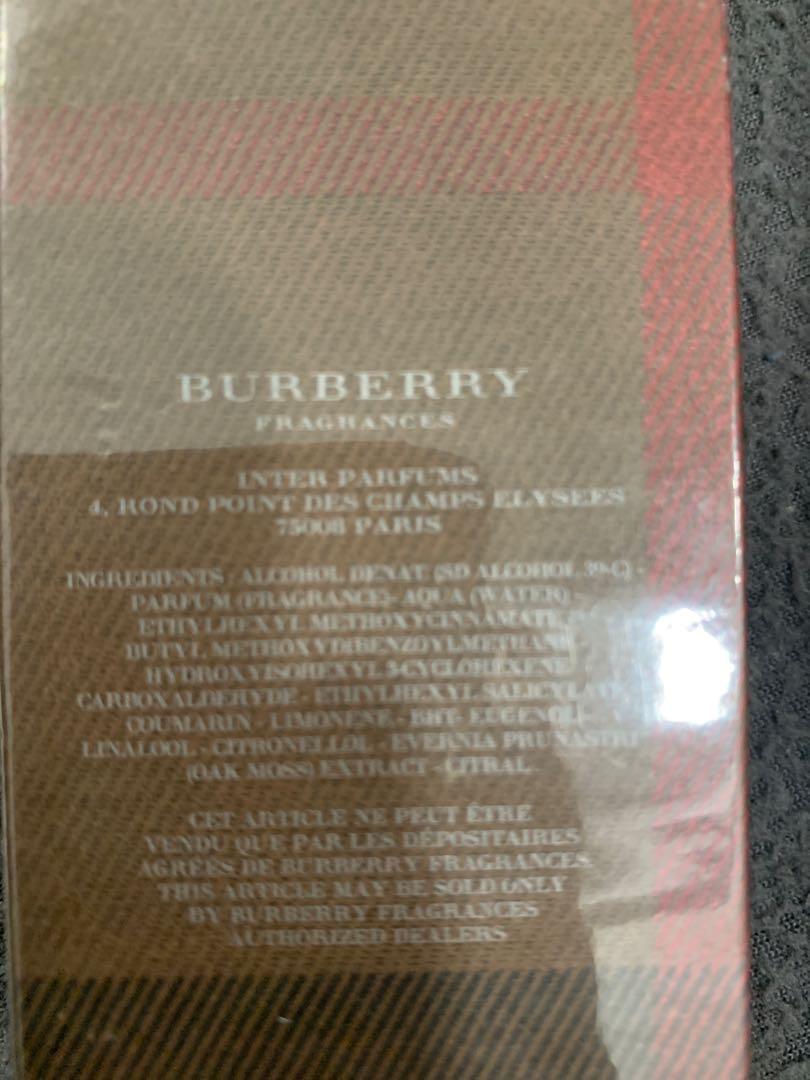 BURBERRY
FRAGRANCES
INTER PARFUMS
4, ROND POINT DES CHAMPS ELYSEES
75008 PARIS
INGREDIENTS : ALCOHOL DENAT. (SD ALCOHOL 39-C) -
PARFUM (FRAGRANCE)- AQUA (WATER) -
ETHYLHEXYL METHOXYCINNAMATE
BUTYL METHOXYDIBENZOYLMETHANE
HYDROXYISOHEXYL 3-CYCLOHEXENE
CARBOXALDEHYDE - ETHYLHEXYL SALICYLATE
COUMARIN - LIMONENE - BHT- EUGENOL -
LINALOOL - CITRONELLOL - EVERNIA PRUNASTRI
(OAK MOSS) EXTRACT - CITRAL
CET ARTICLE NE PEUT ÊTRE
VENDU QUE PAR LES DÉPOSITAIRES
AGRÉÉS DE BURBERRY FRAGRANCES.
THIS ARTICLE MAY BE SOLD ONLY
BY BURBERRY FRAGRANCES
AUTHORIZED DEALERS